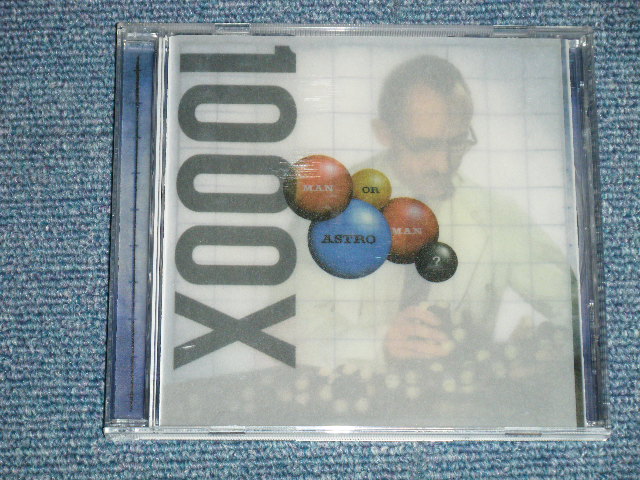 1000X
MAN OR
ASTRO MAN ?